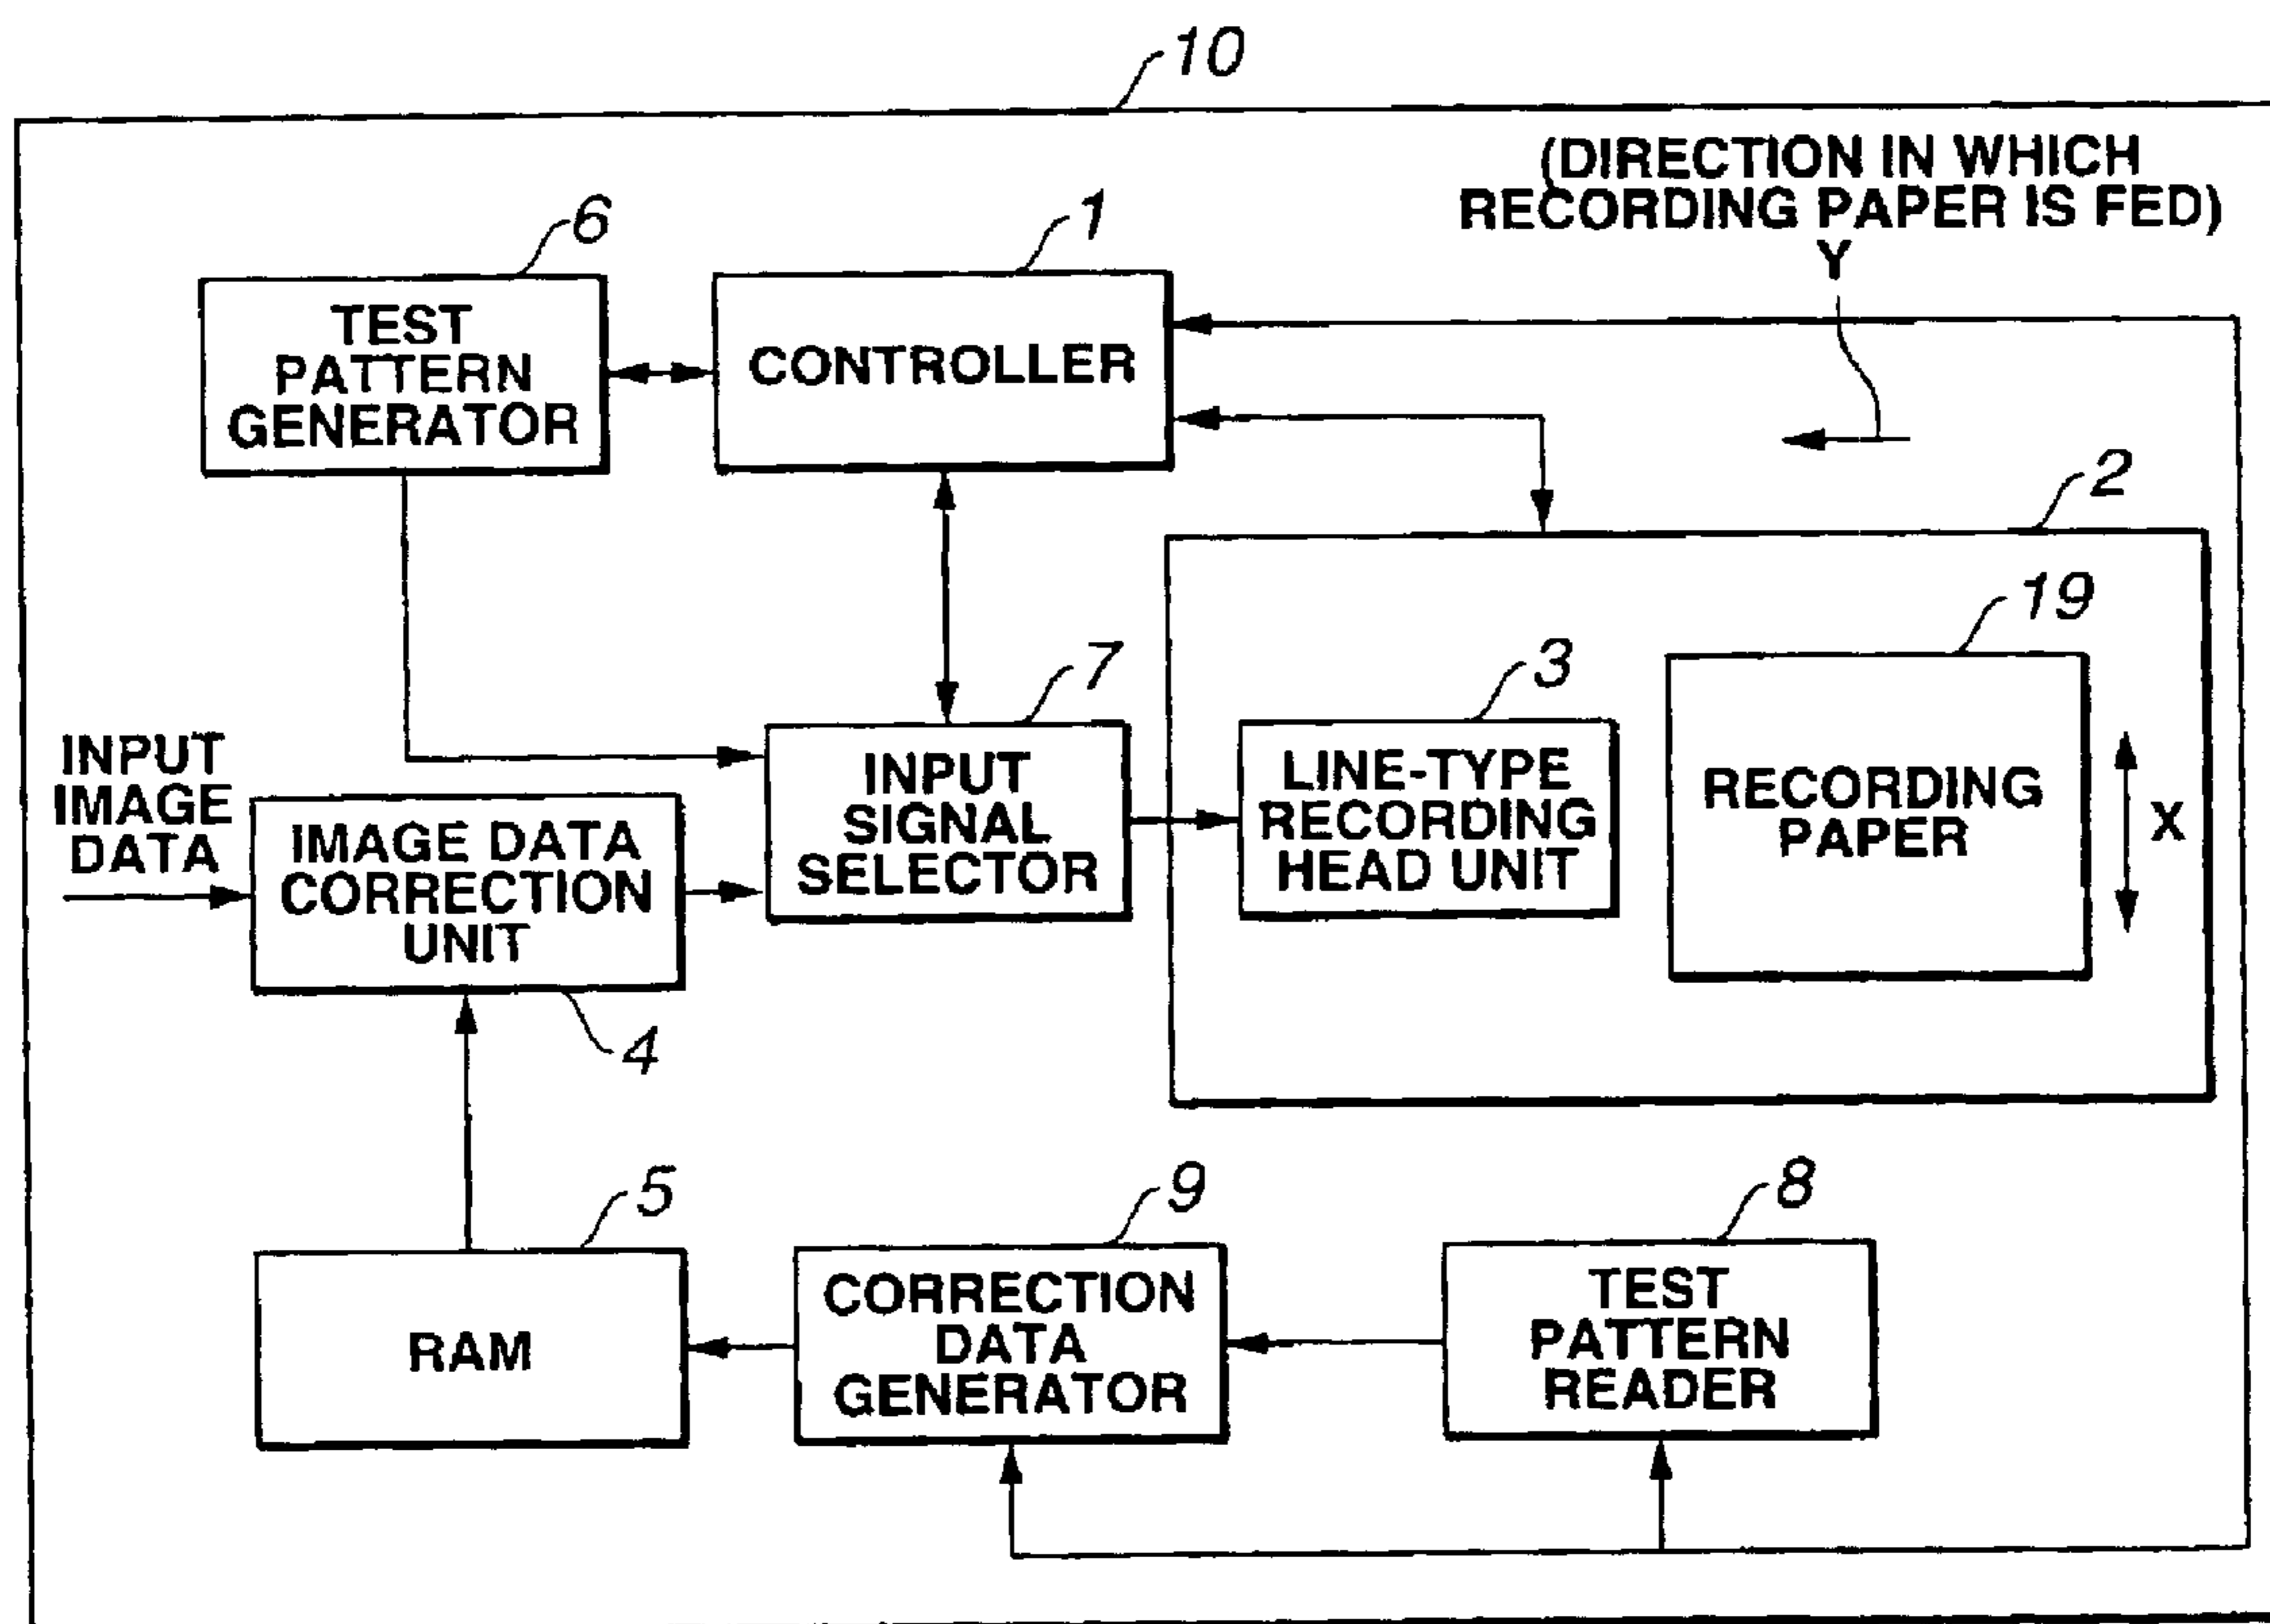 10
(DIRECTION IN WHICH
RECORDING PAPER IS FED)
Y
6
1
TEST
PATTERN
GENERATOR
CONTROLLER
2
19
7
3
INPUT
IMAGE
DATA
IMAGE DATA
CORRECTION
UNIT
4
INPUT
SIGNAL
SELECTOR
LINE-TYPE
RECORDING
HEAD UNIT
RECORDING
PAPER
X
5
9
8
RAM
CORRECTION
DATA
GENERATOR
TEST
PATTERN
READER